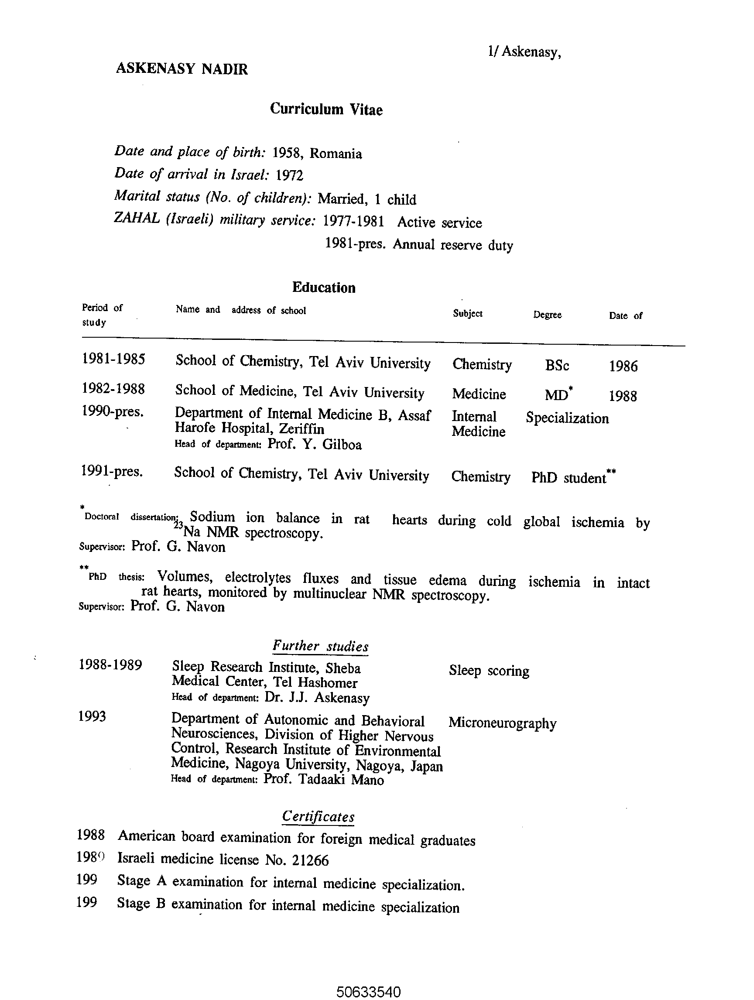 1/ Askenasy,
ASKENASY NADIR
Curriculum Vitae
Date and place of birth: 1958, Romania
Date of arrival in Israel: 1972
Marital status (No. of children): Married, 1 child
ZAHAL (Israeli) military service: 1977-1981 Active service
1981-pres. Annual reserve duty
Education
Period of study Name and address of school Subject Degree Date of
1981-1985 School of Chemistry, Tel Aviv University Chemistry BSc 1986
1982-1988 School of Medicine, Tel Aviv University Medicine MD* 1988
1990-pres. Department of Internal Medicine B, Assaf Internal Specialization
Harofe Hospital, Zeriffin Medicine
Head of department: Prof. Y. Gilboa
1991-pres. School of Chemistry, Tel Aviv University Chemistry PhD student**
*Doctoral dissertation: Sodium ion balance in rat hearts during cold global ischemia by
23Na NMR spectroscopy.
Supervisor: Prof. G. Navon
**PhD thesis: Volumes, electrolytes fluxes and tissue edema during ischemia in intact
rat hearts, monitored by multinuclear NMR spectroscopy.
Supervisor: Prof. G. Navon
Further studies
1988-1989 Sleep Research Institute, Sheba Sleep scoring
Medical Center, Tel Hashomer
Head of department: Dr. J.J. Askenasy
1993 Department of Autonomic and Behavioral Microneurography
Neurosciences, Division of Higher Nervous
Control, Research Institute of Environmental
Medicine, Nagoya University, Nagoya, Japan
Head of department: Prof. Tadaaki Mano
Certificates
1988 American board examination for foreign medical graduates
Israeli medicine license No. 21266
199 Stage A examination for internal medicine specialization.
199 Stage B examination for internal medicine specialization
50633540